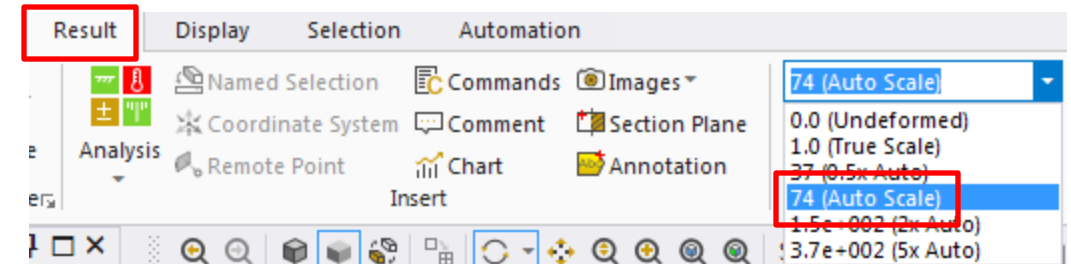 Result Display Selection Automation
Named Selection Commands Images 74 (Auto Scale)
Coordinate System Comment Section Plane 0.0 (Undeformed)
1.0 (True Scale)
Analysis Remote Point Chart Annotation 37 (0.5x Auto)
Insert 74 (Auto Scale)
1.5e+002 (2x Auto)
3.7e+002 (5x Auto)